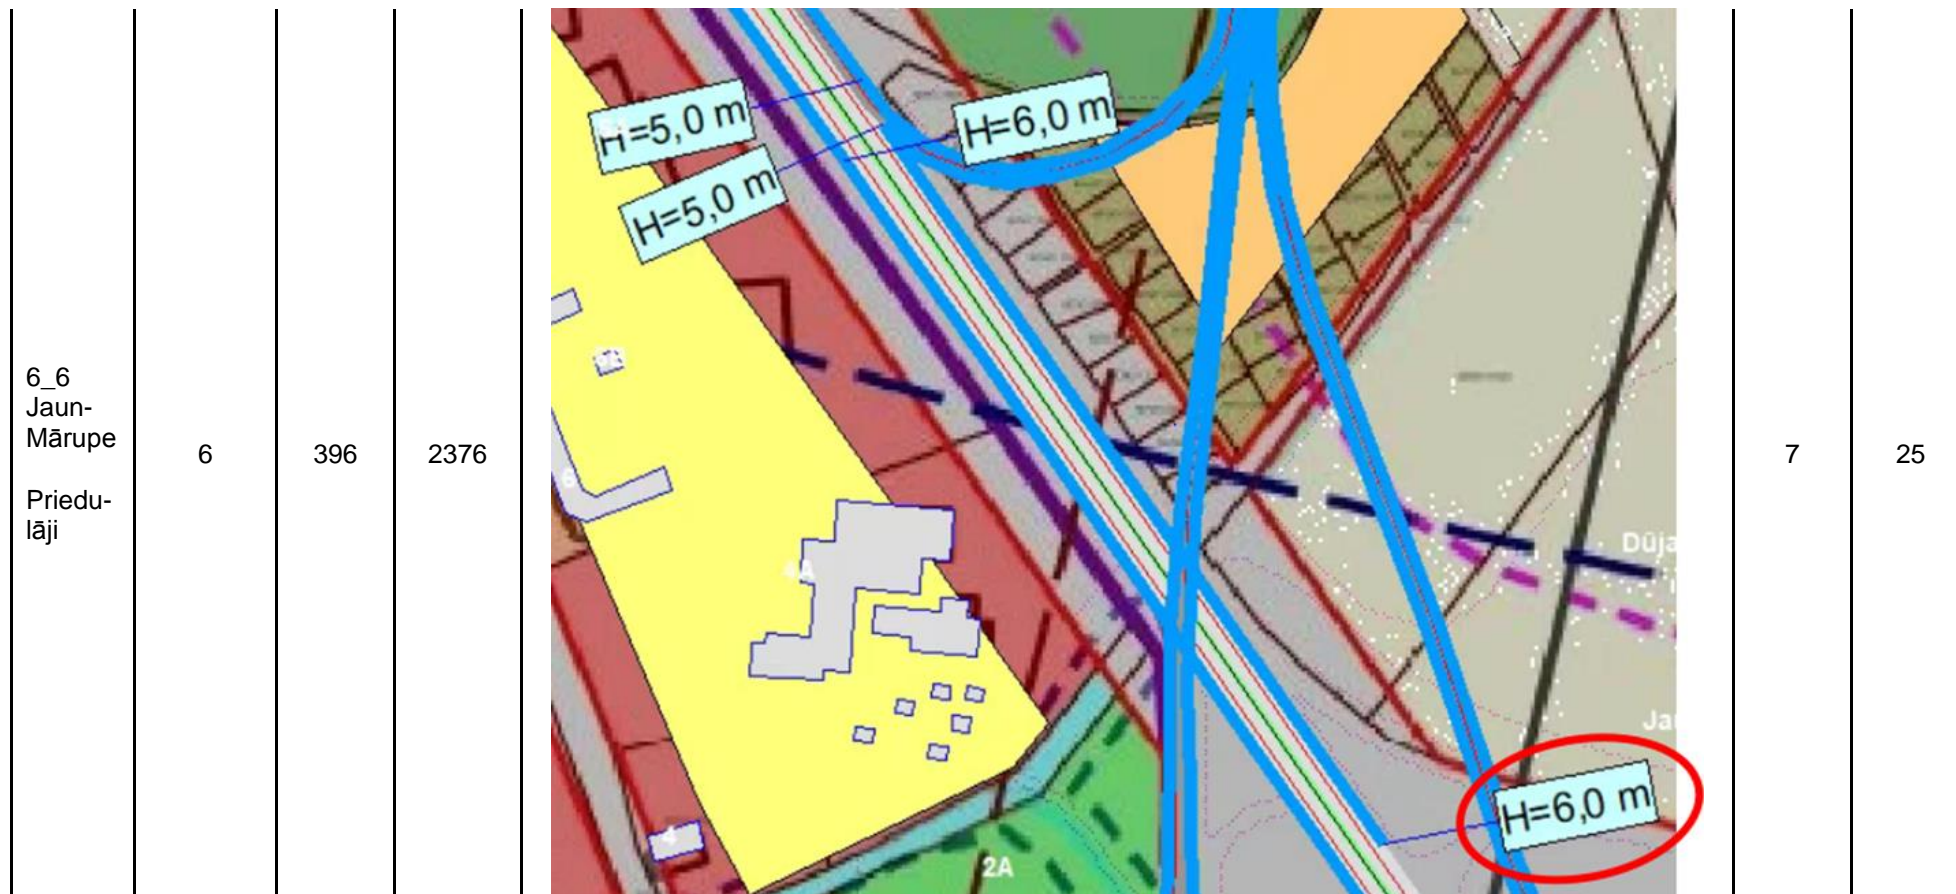 6_6
Jaun-
Mārupe
Priedu-
lāji
6
396
2376
H=5,0 m
H=6,0 m
H=5,0 m
6
4A
Dūja
Ja
H=6,0 m
4
2A
7
25